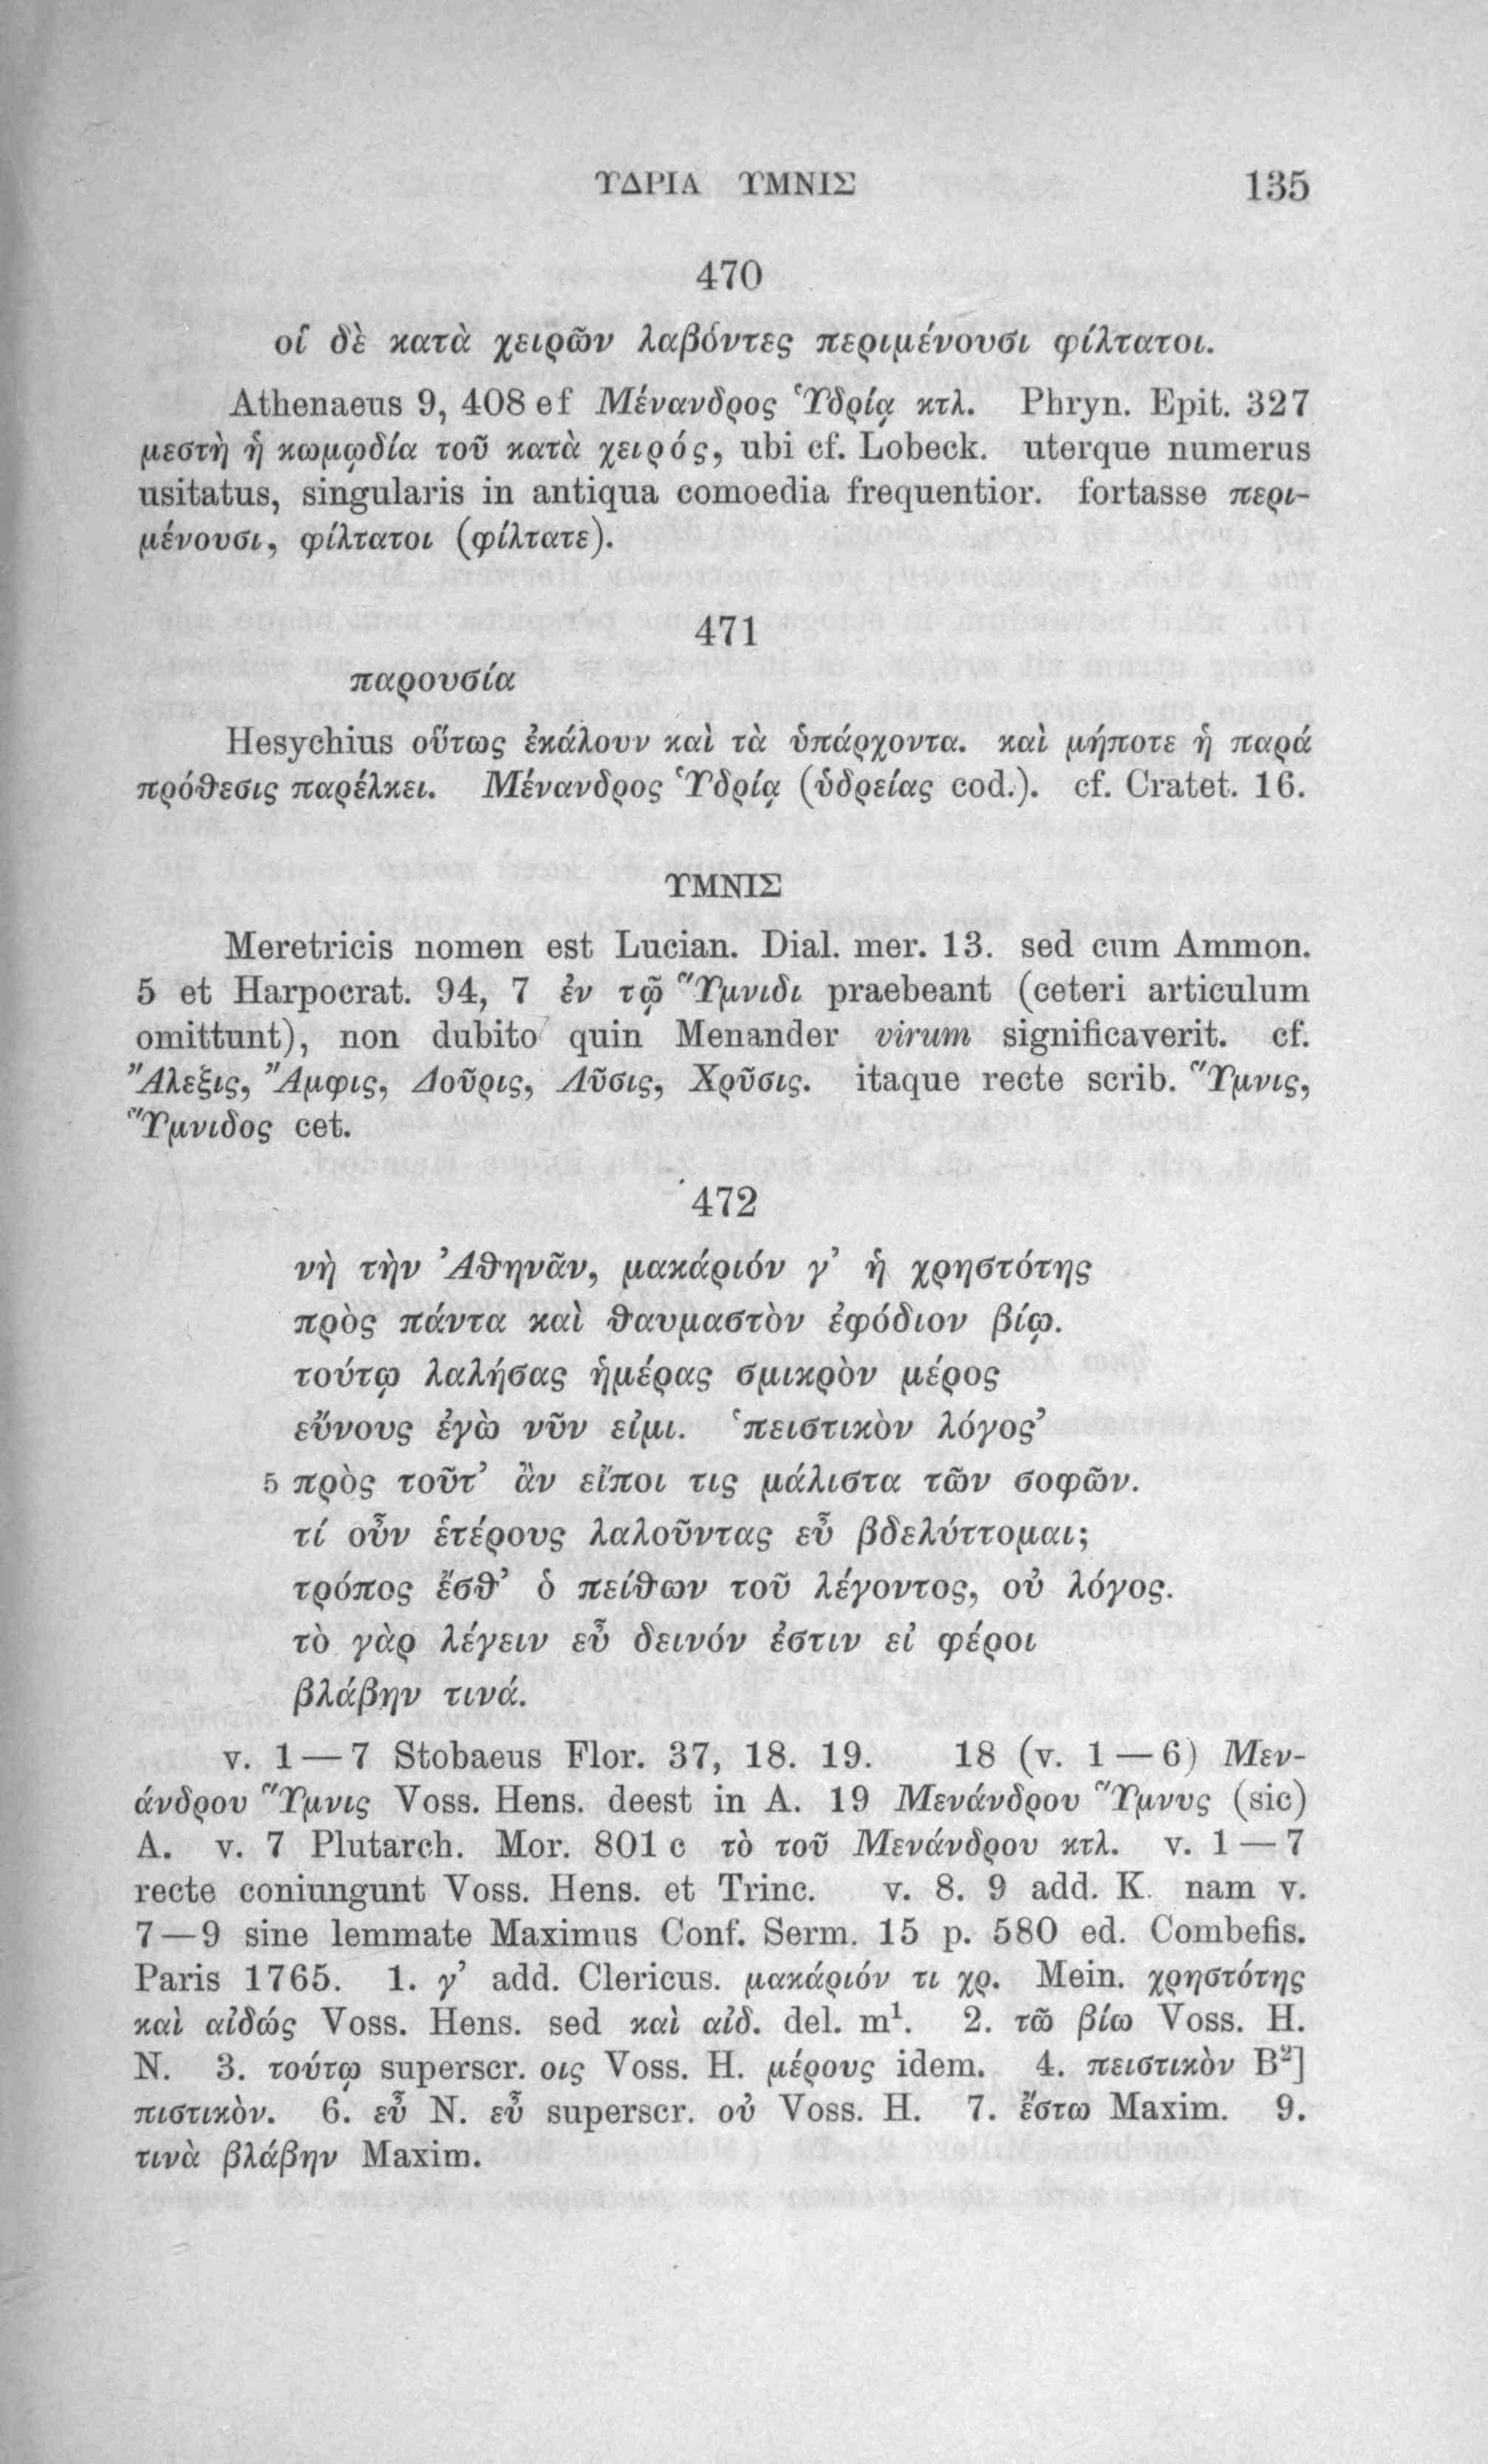 ΥΔΡΙΑ ΥΜΝΙΣ 135
470
οἱ δὲ κατὰ χειρῶν λαβόντες περιμένουσι φίλτατοι.
Athenaeus 9, 408 ef Μένανδρος Ὑδρίᾳ κτλ. Phryn. Epit. 327
μεστὴ ἡ κωμῳδία τοῦ κατὰ χειρός, ubi cf. Lobeck. uterque numerus
usitatus, singularis in antiqua comoedia frequentior. fortasse περι-
μένουσι, φίλτατοι (φίλτατε).
471
παρουσία
Hesychius οὕτως ἐκάλουν καὶ τὰ ὑπάρχοντα. καὶ μήποτε ἡ παρά
πρόθεσις παρέλκει. Μένανδρος Ὑδρίᾳ (ὑδρείας cod.). cf. Cratet. 16.
ΥΜΝΙΣ
Meretricis nomen est Lucian. Dial. mer. 13. sed cum Ammon.
5 et Harpocrat. 94, 7 ἐν τῷ Ὕμνιδι praebeant (ceteri articulum
omittunt), non dubito quin Menander virum significaverit. cf.
Ἄλεξις, Ἄμφις, Δοῦρις, Λῦσις, Χρῦσις. itaque recte scrib. Ὕμνις,
Ὕμνιδος cet.
472
νὴ τὴν Ἀθηνᾶν, μακάριόν γ’ ἡ χρηστότης
πρὸς πάντα καὶ θαυμαστὸν ἐφόδιον βίῳ.
τούτῳ λαλήσας ἡμέρας σμικρὸν μέρος
εὔνους ἐγὼ νῦν εἰμι. ‘πειστικὸν λόγος’
5 πρὸς τοῦτ’ ἂν εἴποι τις μάλιστα τῶν σοφῶν.
τί οὖν ἑτέρους λαλοῦντας εὖ βδελύττομαι;
τρόπος ἔσθ’ ὁ πείθων τοῦ λέγοντος, οὐ λόγος.
τὸ γὰρ λέγειν εὖ δεινόν ἐστιν εἰ φέροι
βλάβην τινά.
v. 1—7 Stobaeus Flor. 37, 18. 19. 18 (v. 1—6) Μεν-
άνδρου Ὕμνις Voss. Hens. deest in A. 19 Μενάνδρου Ὕμνυς (sic)
A. v. 7 Plutarch. Mor. 801 c τὸ τοῦ Μενάνδρου κτλ. v. 1—7
recte coniungunt Voss. Hens. et Trinc. v. 8. 9 add. K. nam v.
7—9 sine lemmate Maximus Conf. Serm. 15 p. 580 ed. Combefis.
Paris 1765. 1. γ’ add. Clericus. μακάριόν τι χρ. Mein. χρηστότης
καὶ αἰδώς Voss. Hens. sed καὶ αἰδ. del. m¹. 2. τῶ βίω Voss. H.
N. 3. τούτῳ superscr. οις Voss. H. μέρους idem. 4. πειστικὸν B²]
πιστικὸν. 6. εὖ N. εὖ superscr. οὐ Voss. H. 7. ἔστω Maxim. 9.
τινὰ βλάβην Maxim.